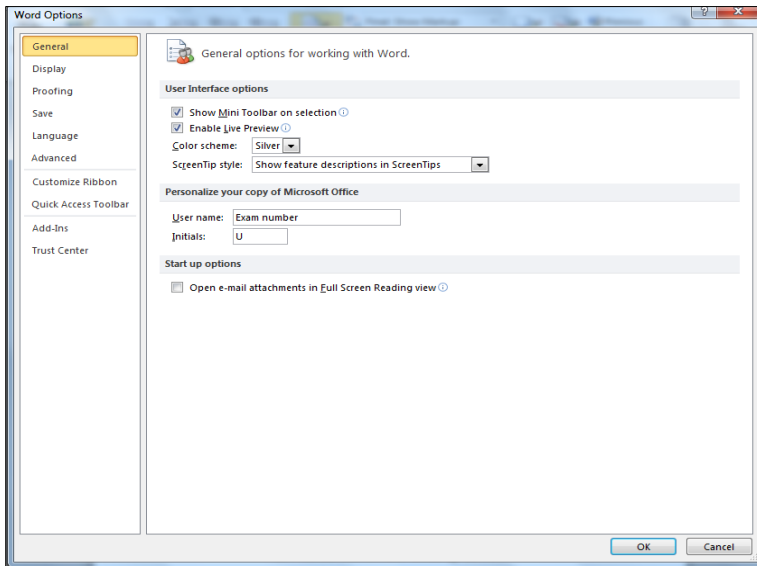 Word Options
General
Display
Proofing
Save
Language
Advanced
Customize Ribbon
Quick Access Toolbar
Add-Ins
Trust Center
General options for working with Word.
User Interface options
Show Mini Toolbar on selection
Enable Live Preview
Color scheme: Silver
ScreenTip style: Show feature descriptions in ScreenTips
Personalize your copy of Microsoft Office
User name: Exam number
Initials: U
Start up options
Open e-mail attachments in Full Screen Reading view
OK Cancel